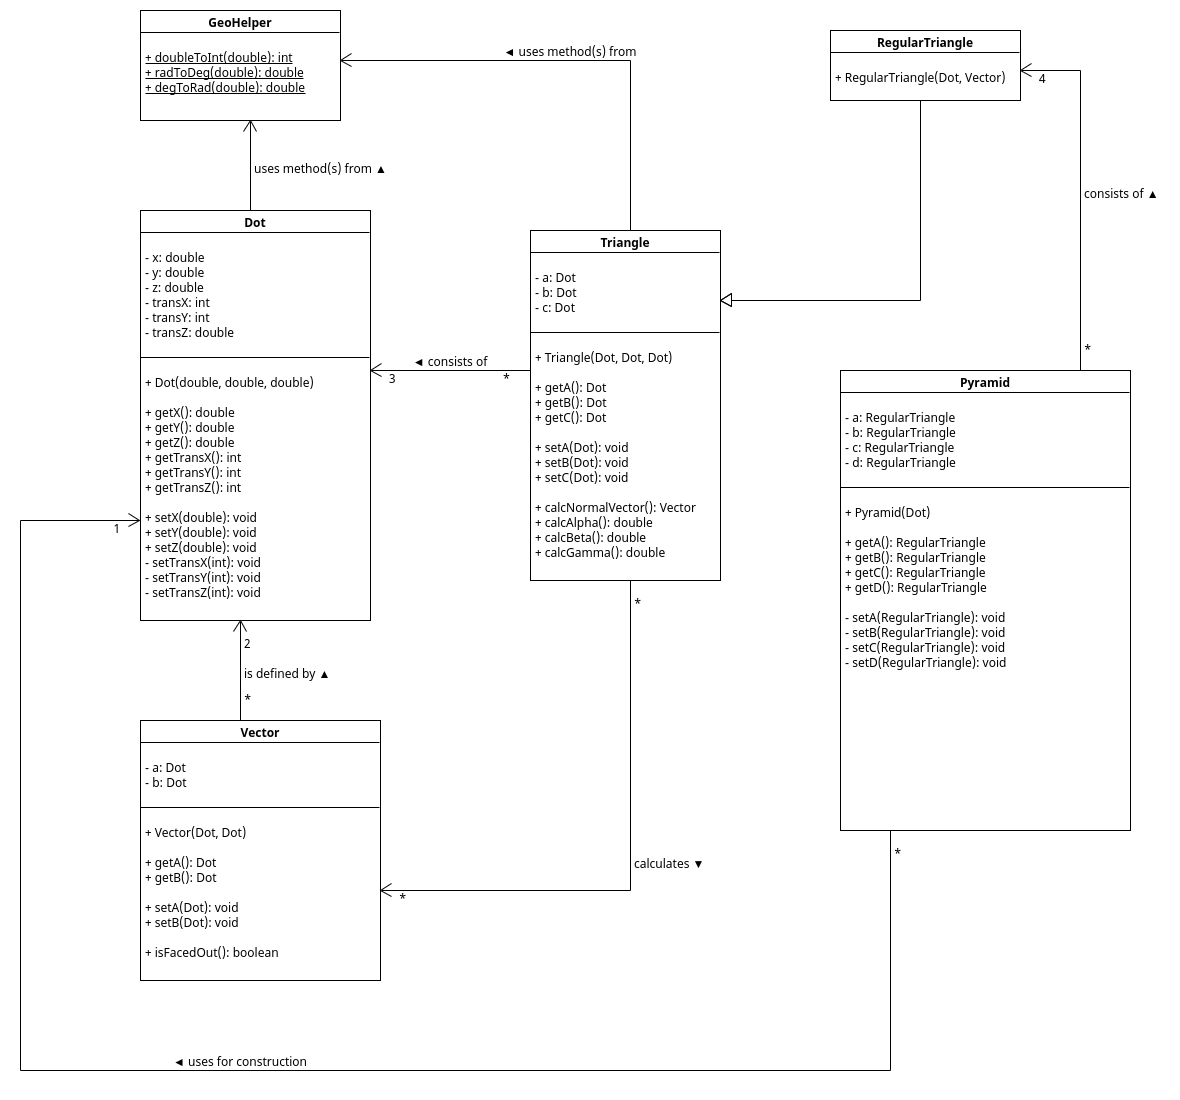 GeoHelper
+ doubleToInt(double): int
+ radToDeg(double): double
+ degToRad(double): double
◄ uses method(s) from
RegularTriangle
+ RegularTriangle(Dot, Vector)
4
uses method(s) from ▲
consists of ▲
*
Dot
- x: double
- y: double
- z: double
- transX: int
- transY: int
- transZ: double
+ Dot(double, double, double)
+ getX(): double
+ getY(): double
+ getZ(): double
+ getTransX(): int
+ getTransY(): int
+ getTransZ(): int
+ setX(double): void
+ setY(double): void
+ setZ(double): void
- setTransX(int): void
- setTransY(int): void
- setTransZ(int): void
1
◄ consists of
3
*
Triangle
- a: Dot
- b: Dot
- c: Dot
+ Triangle(Dot, Dot, Dot)
+ getA(): Dot
+ getB(): Dot
+ getC(): Dot
+ setA(Dot): void
+ setB(Dot): void
+ setC(Dot): void
+ calcNormalVector(): Vector
+ calcAlpha(): double
+ calcBeta(): double
+ calcGamma(): double
*
Pyramid
- a: RegularTriangle
- b: RegularTriangle
- c: RegularTriangle
- d: RegularTriangle
+ Pyramid(Dot)
+ getA(): RegularTriangle
+ getB(): RegularTriangle
+ getC(): RegularTriangle
+ getD(): RegularTriangle
- setA(RegularTriangle): void
- setB(RegularTriangle): void
- setC(RegularTriangle): void
- setD(RegularTriangle): void
*
2
is defined by ▲
*
Vector
- a: Dot
- b: Dot
+ Vector(Dot, Dot)
+ getA(): Dot
+ getB(): Dot
+ setA(Dot): void
+ setB(Dot): void
+ isFacedOut(): boolean
calculates ▼
*
◄ uses for construction